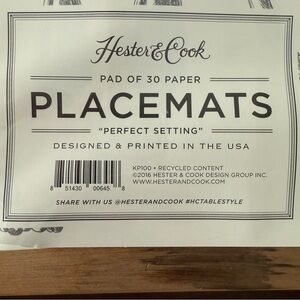 Hester & Cook
PAD OF 30 PAPER
PLACEMATS
"PERFECT SETTING"
DESIGNED & PRINTED IN THE USA
KP100 • RECYCLED CONTENT
©2016 HESTER & COOK DESIGN GROUP INC.
WWW.HESTERANDCOOK.COM
8 51430 00645 8
SHARE WITH US @HESTERANDCOOK #HCTABLESTYLE